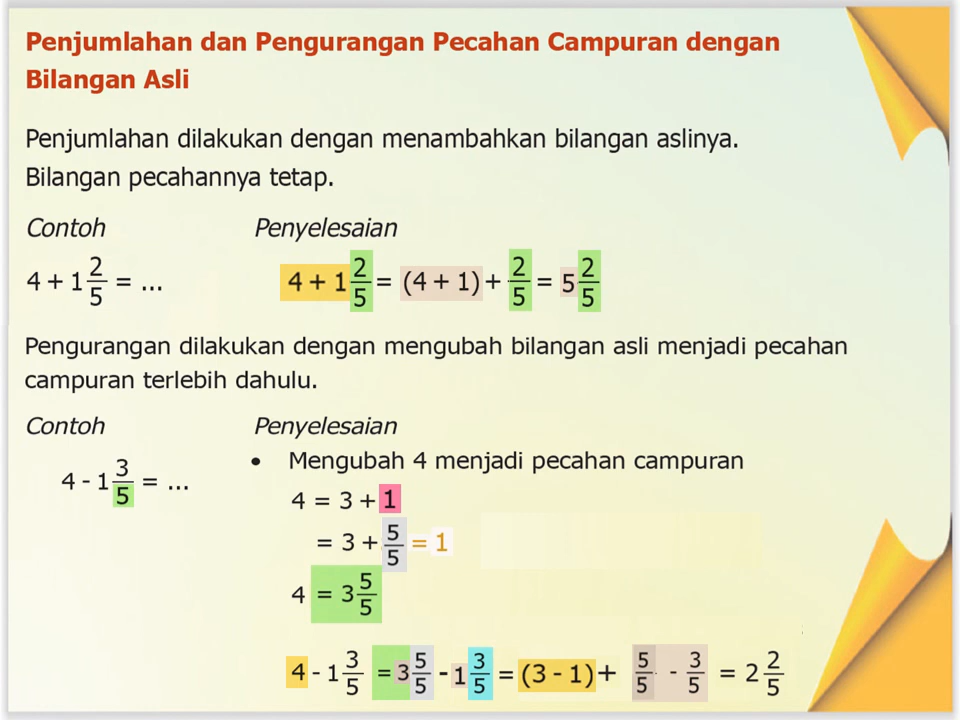 Penjumlahan dan Pengurangan Pecahan Campuran dengan
Bilangan Asli
Penjumlahan dilakukan dengan menambahkan bilangan aslinya.
Bilangan pecahannya tetap.
Contoh Penyelesaian
4 + 1 2/5 = ... 4 + 1 2/5 = (4 + 1) + 2/5 = 5 2/5
Pengurangan dilakukan dengan mengubah bilangan asli menjadi pecahan
campuran terlebih dahulu.
Contoh Penyelesaian
• Mengubah 4 menjadi pecahan campuran
4 - 1 3/5 = ...
4 = 3 + 1
= 3 + 5/5 = 1
4 = 3 5/5
4 - 1 3/5 = 3 5/5 - 1 3/5 = (3 - 1) + 5/5 - 3/5 = 2 2/5